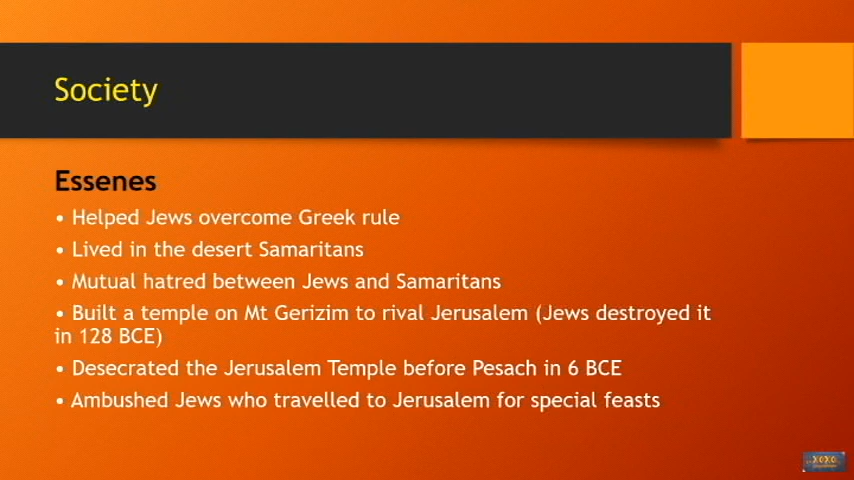 Society
Essenes
• Helped Jews overcome Greek rule
• Lived in the desert Samaritans
• Mutual hatred between Jews and Samaritans
• Built a temple on Mt Gerizim to rival Jerusalem (Jews destroyed it
in 128 BCE)
• Desecrated the Jerusalem Temple before Pesach in 6 BCE
• Ambushed Jews who travelled to Jerusalem for special feasts